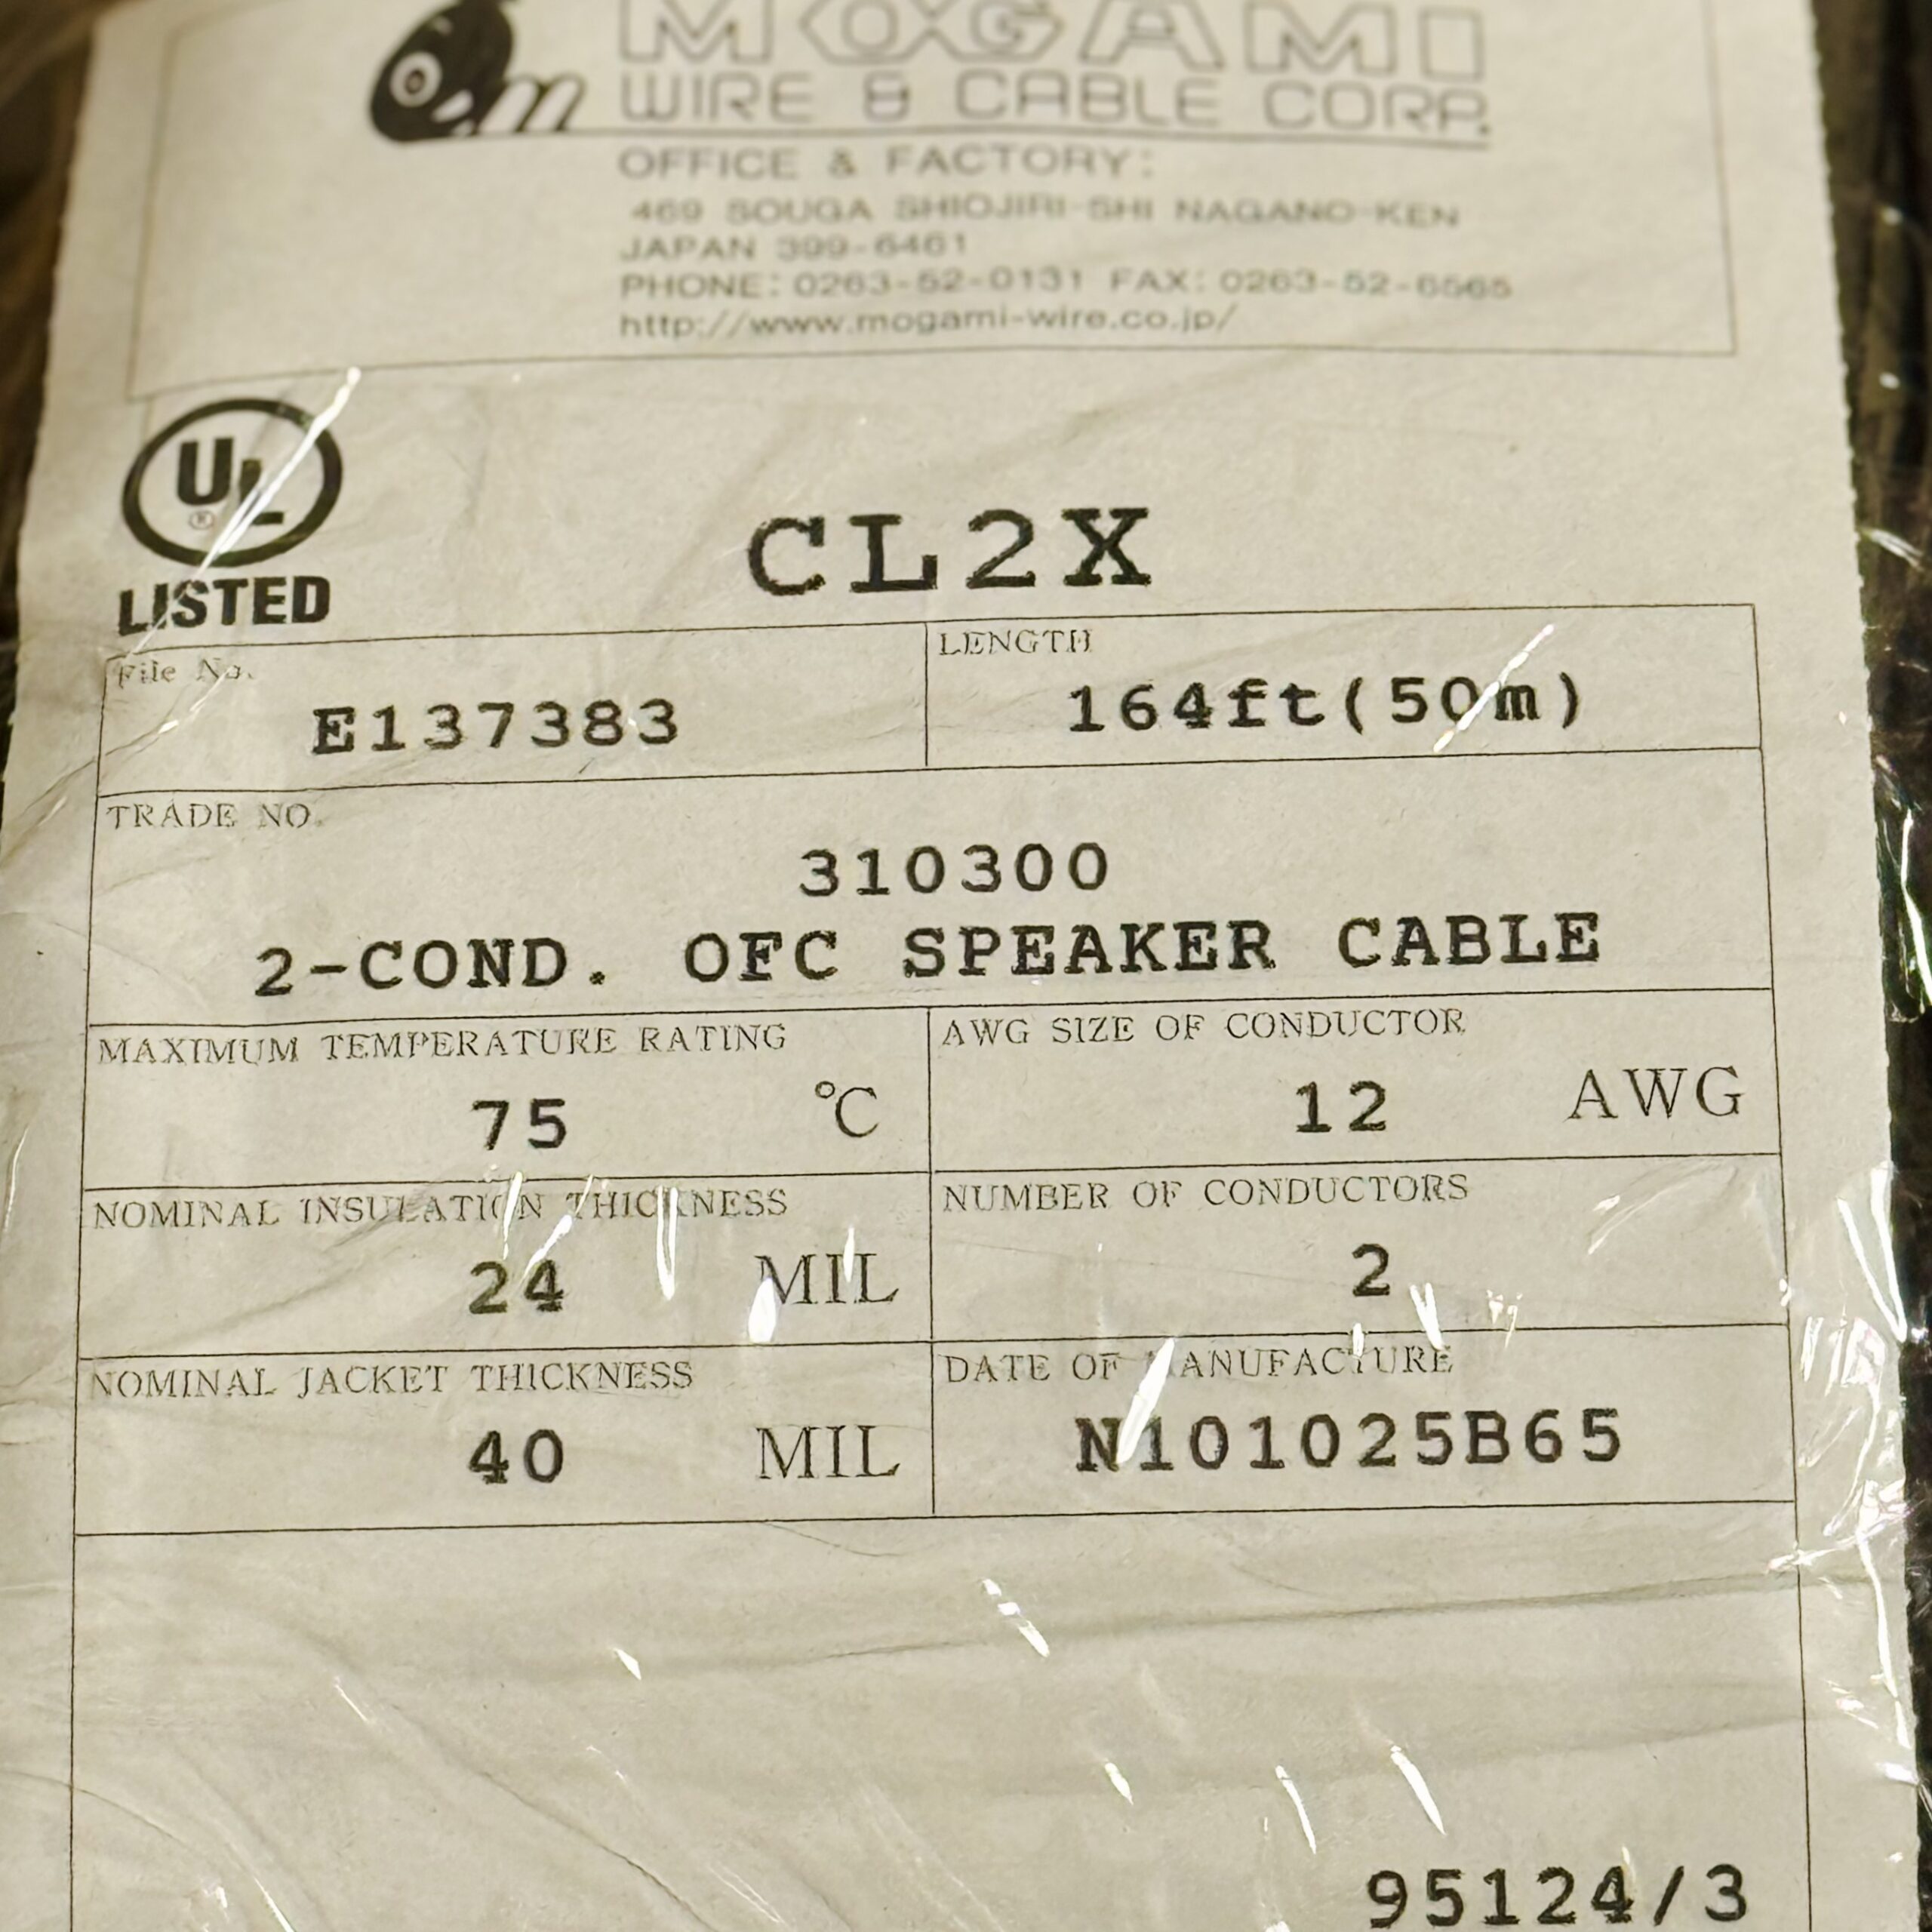 m MOGAMI
WIRE & CABLE CORP.
OFFICE & FACTORY:
469 SOUGA SHIOJIRI-SHI NAGANO-KEN
JAPAN 399-6461
PHONE: 0263-52-0131 FAX: 0263-52-6565
http://www.mogami-wire.co.jp/
UL
®
LISTED
CL2X
File No.
E137383
LENGTH
164ft(50m)
TRADE NO.
310300
2-COND. OFC SPEAKER CABLE
MAXIMUM TEMPERATURE RATING
75 ℃
AWG SIZE OF CONDUCTOR
12 AWG
NOMINAL INSULATION THICKNESS
24 MIL
NUMBER OF CONDUCTORS
2
NOMINAL JACKET THICKNESS
40 MIL
DATE OF MANUFACTURE
N101025B65
95124/3